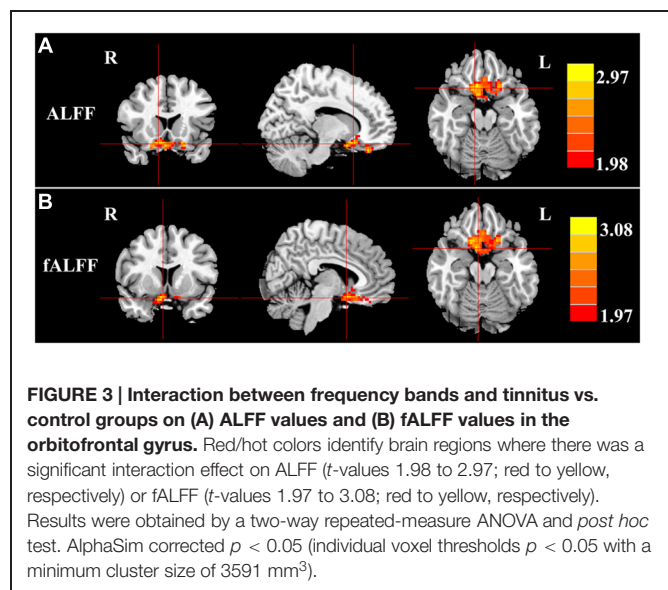 A
R
L
ALFF
2.97
1.98
B
R
L
fALFF
3.08
1.97
FIGURE 3 | Interaction between frequency bands and tinnitus vs.
control groups on (A) ALFF values and (B) fALFF values in the
orbitofrontal gyrus. Red/hot colors identify brain regions where there was a
significant interaction effect on ALFF (t-values 1.98 to 2.97; red to yellow,
respectively) or fALFF (t-values 1.97 to 3.08; red to yellow, respectively).
Results were obtained by a two-way repeated-measure ANOVA and post hoc
test. AlphaSim corrected p < 0.05 (individual voxel thresholds p < 0.05 with a
minimum cluster size of 3591 mm³).